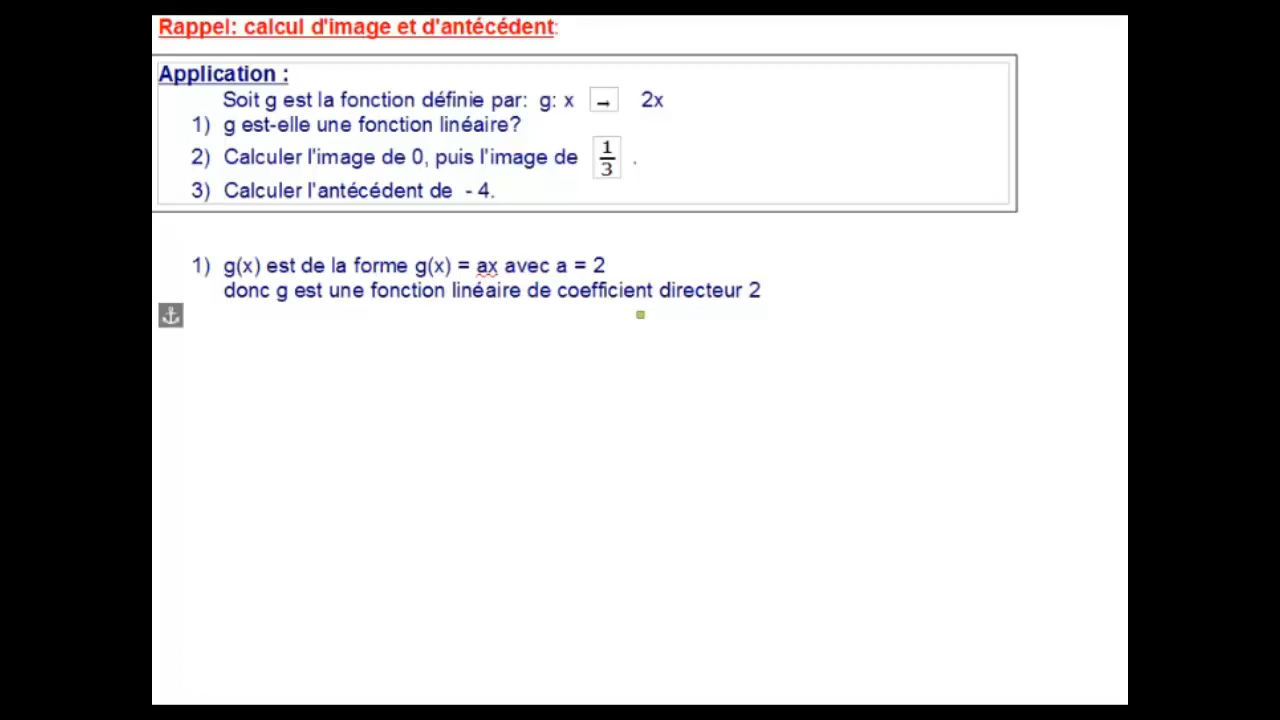 Rappel: calcul d'image et d'antécédent:
Application :
Soit g est la fonction définie par: g: x → 2x
1) g est-elle une fonction linéaire?
2) Calculer l'image de 0, puis l'image de 1/3 .
3) Calculer l'antécédent de - 4.
1) g(x) est de la forme g(x) = ax avec a = 2
donc g est une fonction linéaire de coefficient directeur 2